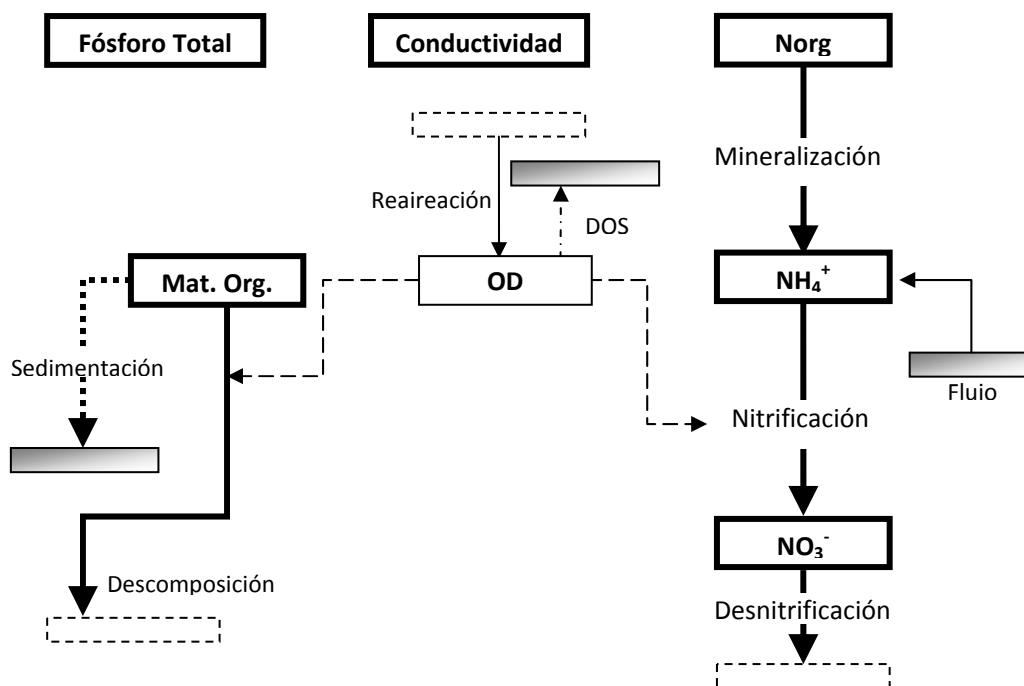 Fósforo Total
Conductividad
Norg
Mineralización
Reaireación
DOS
Mat. Org.
OD
NH₄⁺
Sedimentación
Fluio
Nitrificación
NO₃⁻
Descomposición
Desnitrificación